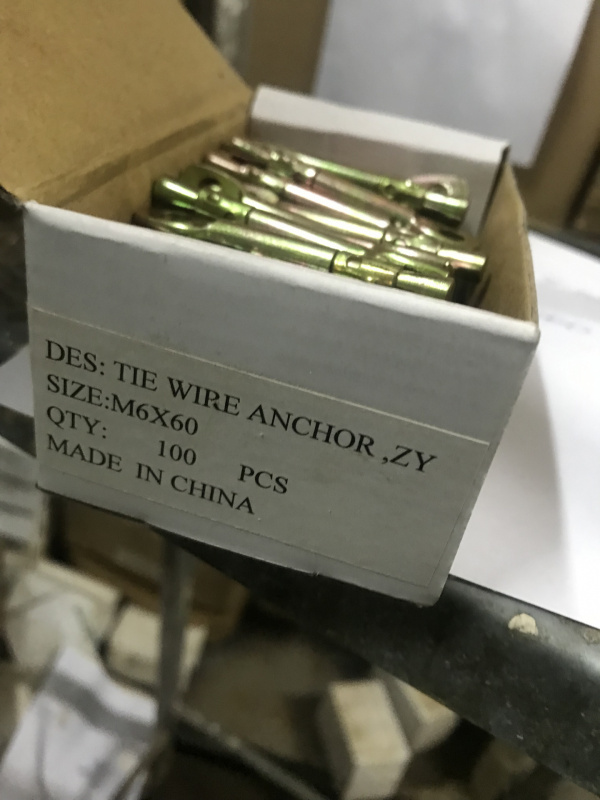 DES: TIE WIRE ANCHOR ,ZY
SIZE:M6X60
QTY: 100 PCS
MADE IN CHINA